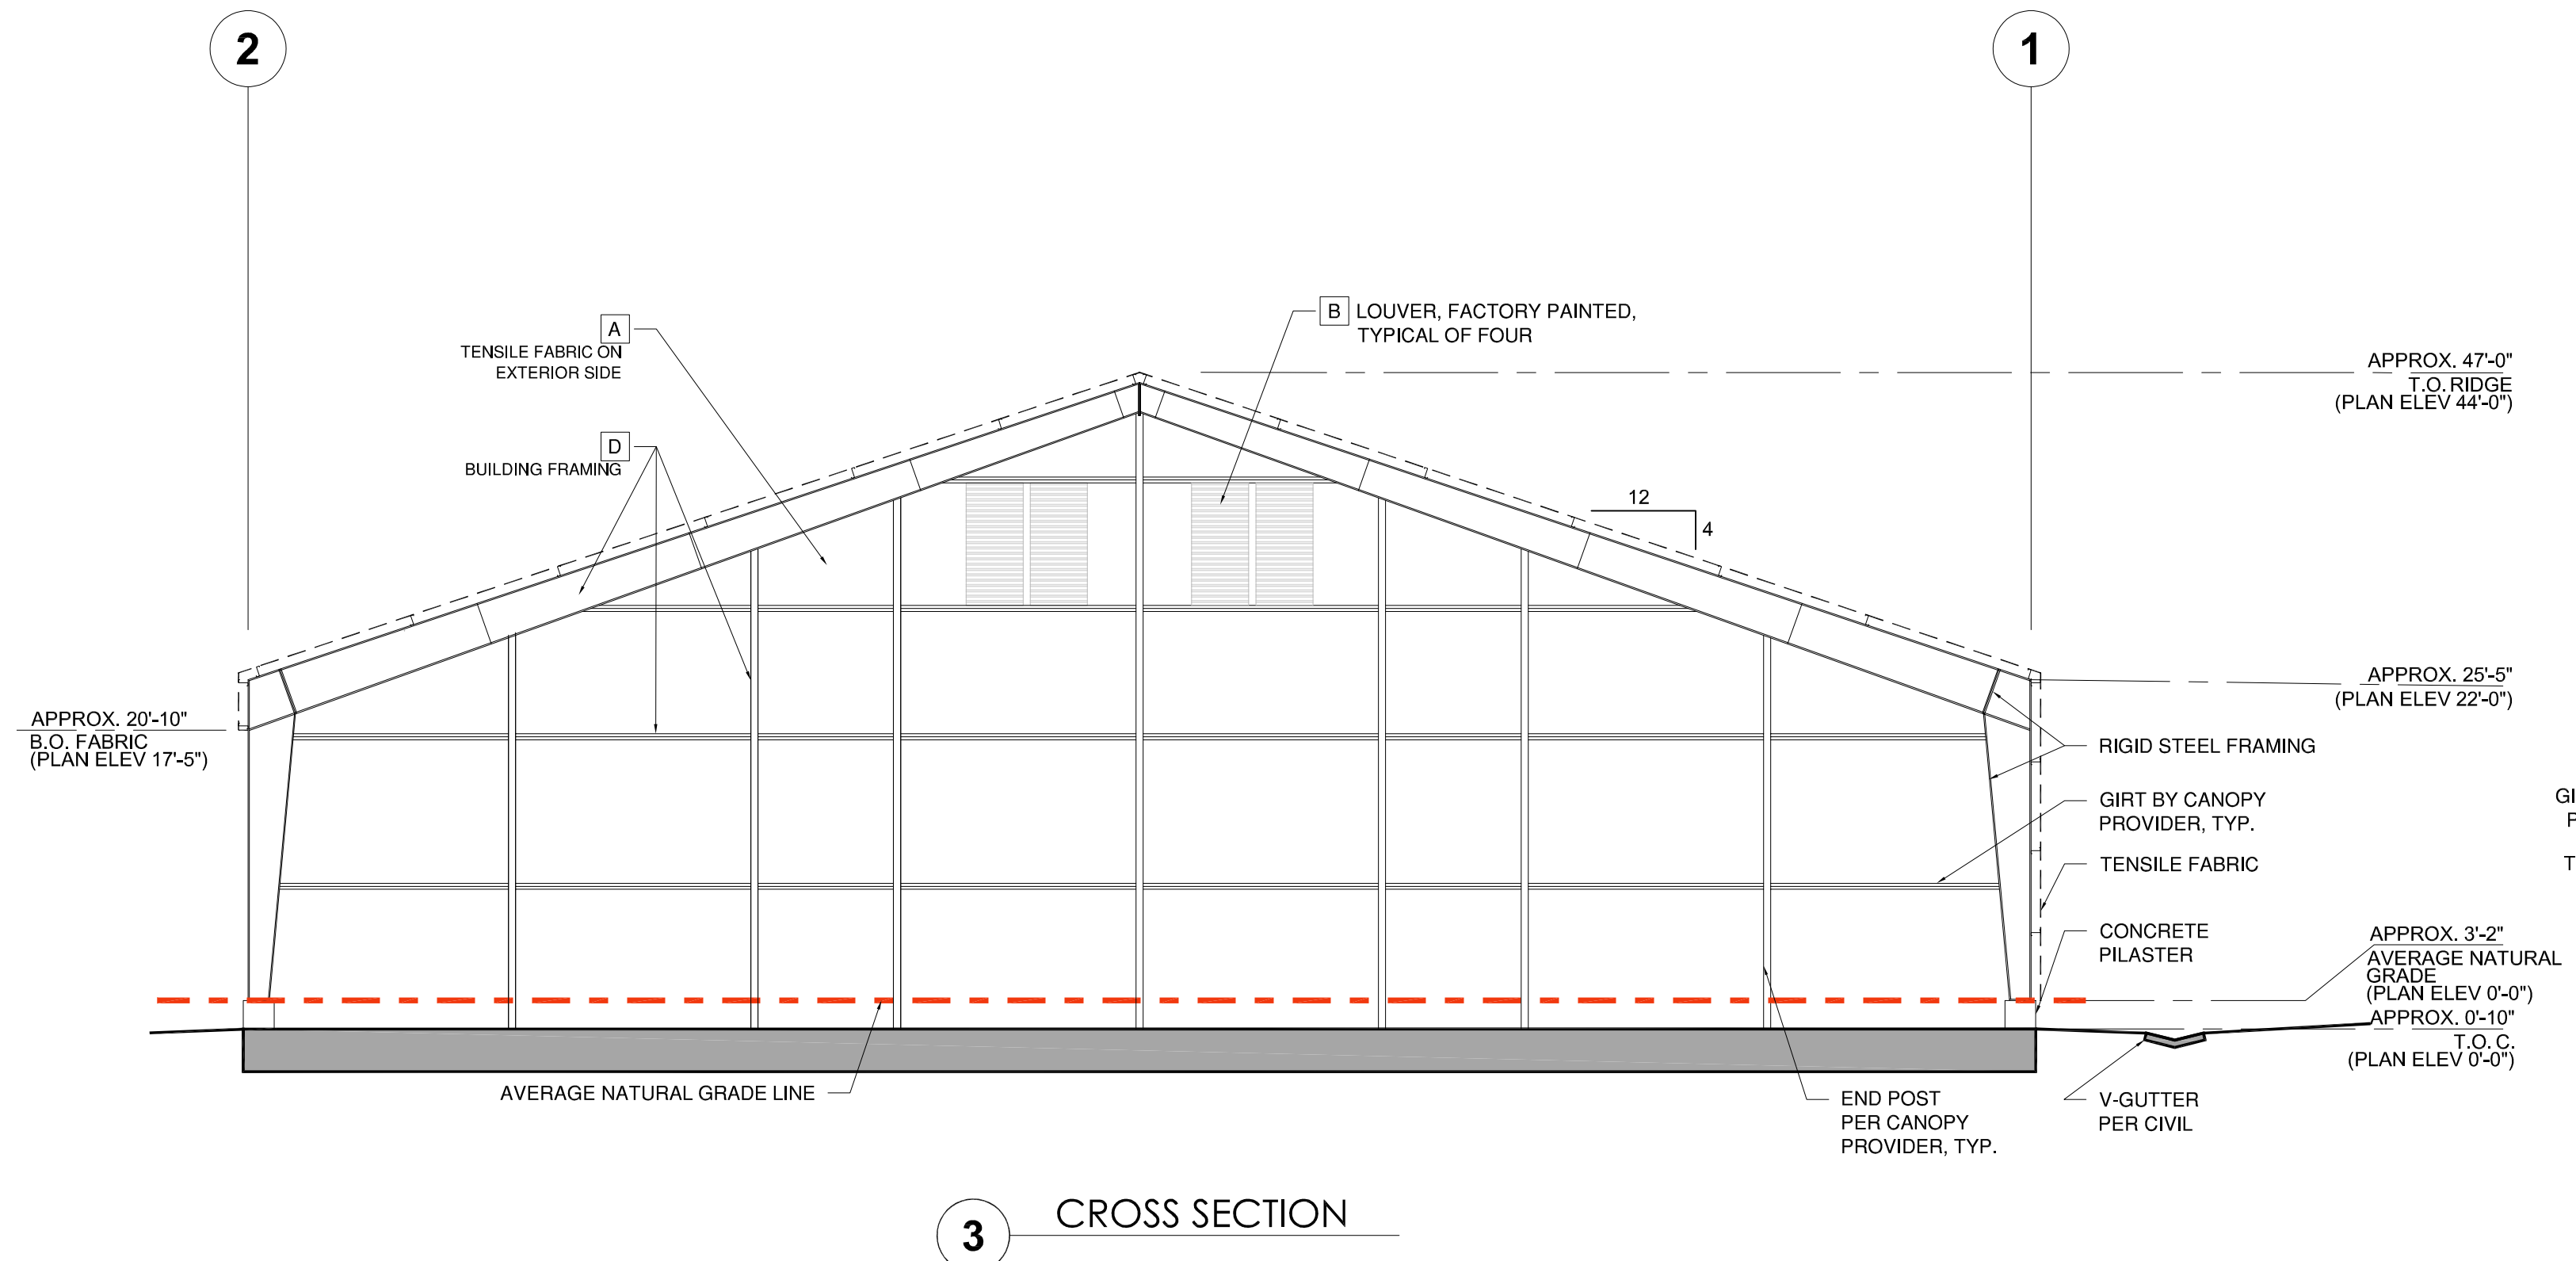 2
1
A
TENSILE FABRIC ON
EXTERIOR SIDE
B LOUVER, FACTORY PAINTED,
TYPICAL OF FOUR
APPROX. 47'-0"
T.O. RIDGE
(PLAN ELEV 44'-0")
D
BUILDING FRAMING
12
4
APPROX. 25'-5"
(PLAN ELEV 22'-0")
APPROX. 20'-10"
B.O. FABRIC
(PLAN ELEV 17'-5")
RIGID STEEL FRAMING
GIRT BY CANOPY
PROVIDER, TYP.
TENSILE FABRIC
CONCRETE
PILASTER
APPROX. 3'-2"
AVERAGE NATURAL
GRADE
(PLAN ELEV 0'-0")
APPROX. 0'-10"
T.O.C.
(PLAN ELEV 0'-0")
AVERAGE NATURAL GRADE LINE
END POST
PER CANOPY
PROVIDER, TYP.
V-GUTTER
PER CIVIL
3 CROSS SECTION